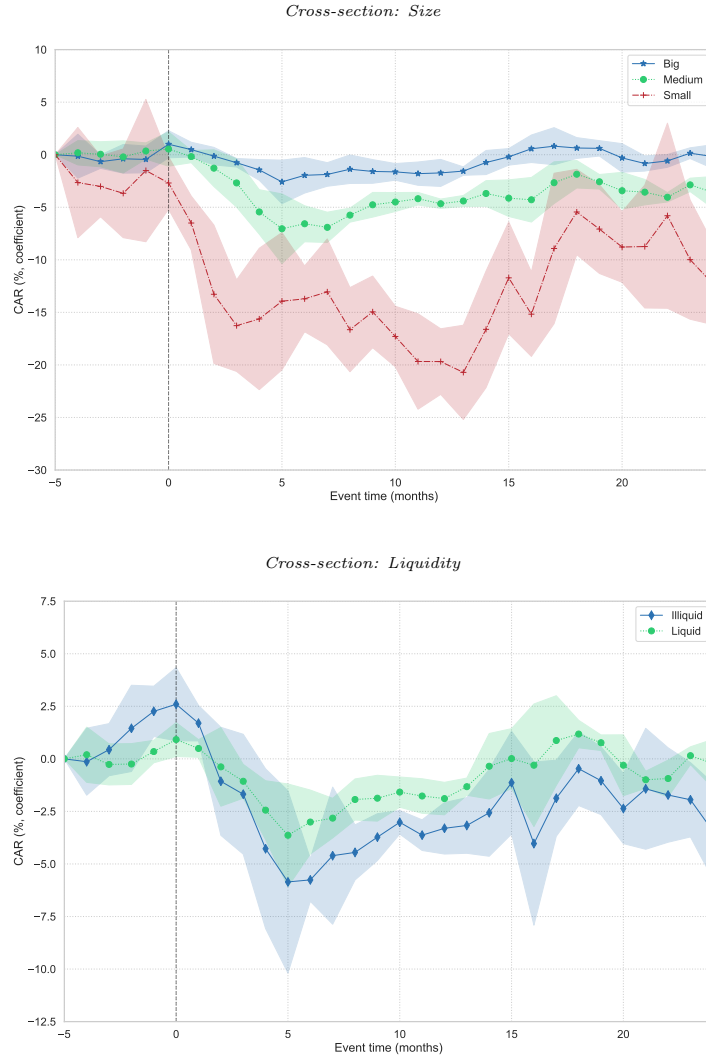 Cross-section: Size
10
5
0
−5
−10
−15
−20
−25
−30
CAR (%, coefficient)
Big
Medium
Small
−5 0 5 10 15 20
Event time (months)
Cross-section: Liquidity
7.5
5.0
2.5
0.0
−2.5
−5.0
−7.5
−10.0
−12.5
CAR (%, coefficient)
Illiquid
Liquid
−5 0 5 10 15 20
Event time (months)